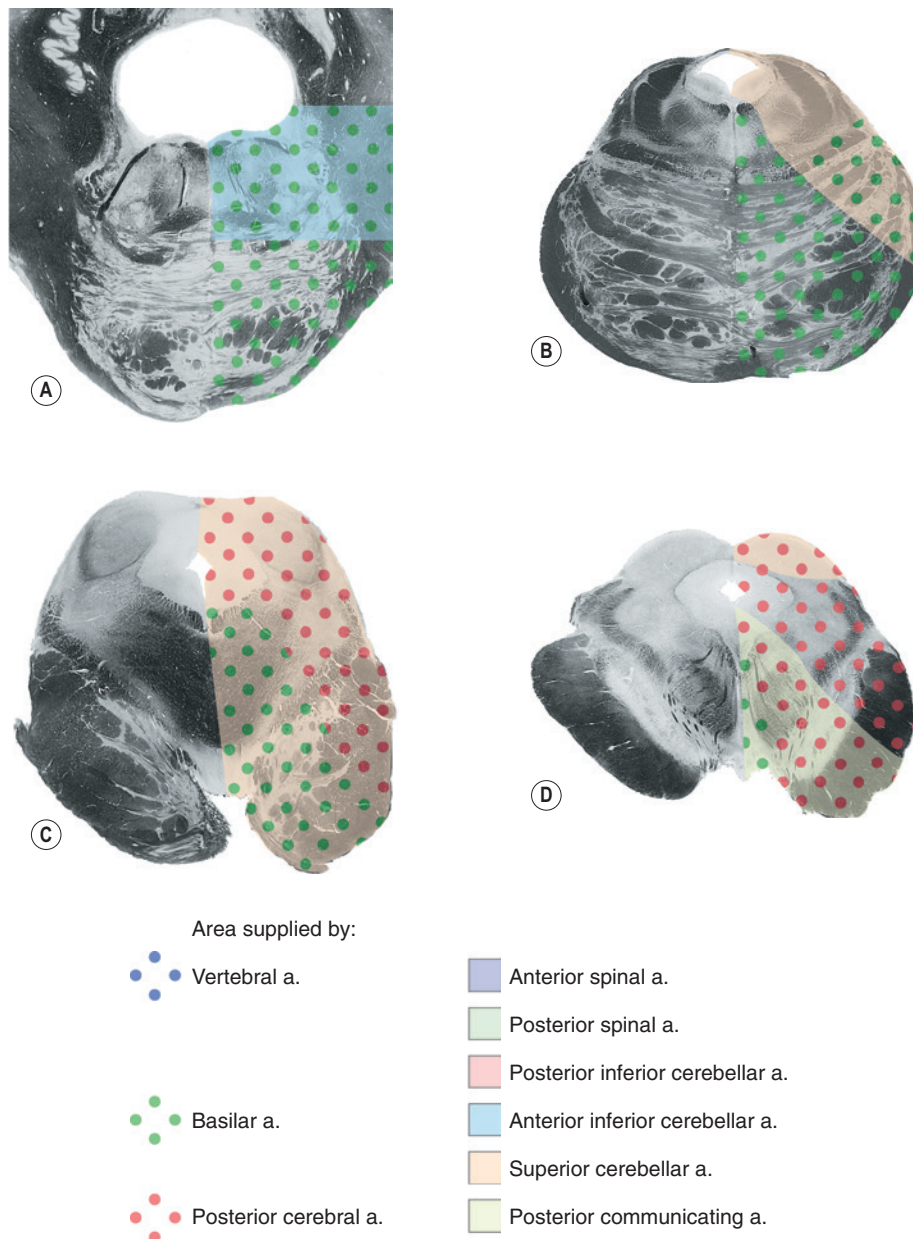 A
B
C
D
Area supplied by:
Vertebral a.
Basilar a.
Posterior cerebral a.
Anterior spinal a.
Posterior spinal a.
Posterior inferior cerebellar a.
Anterior inferior cerebellar a.
Superior cerebellar a.
Posterior communicating a.